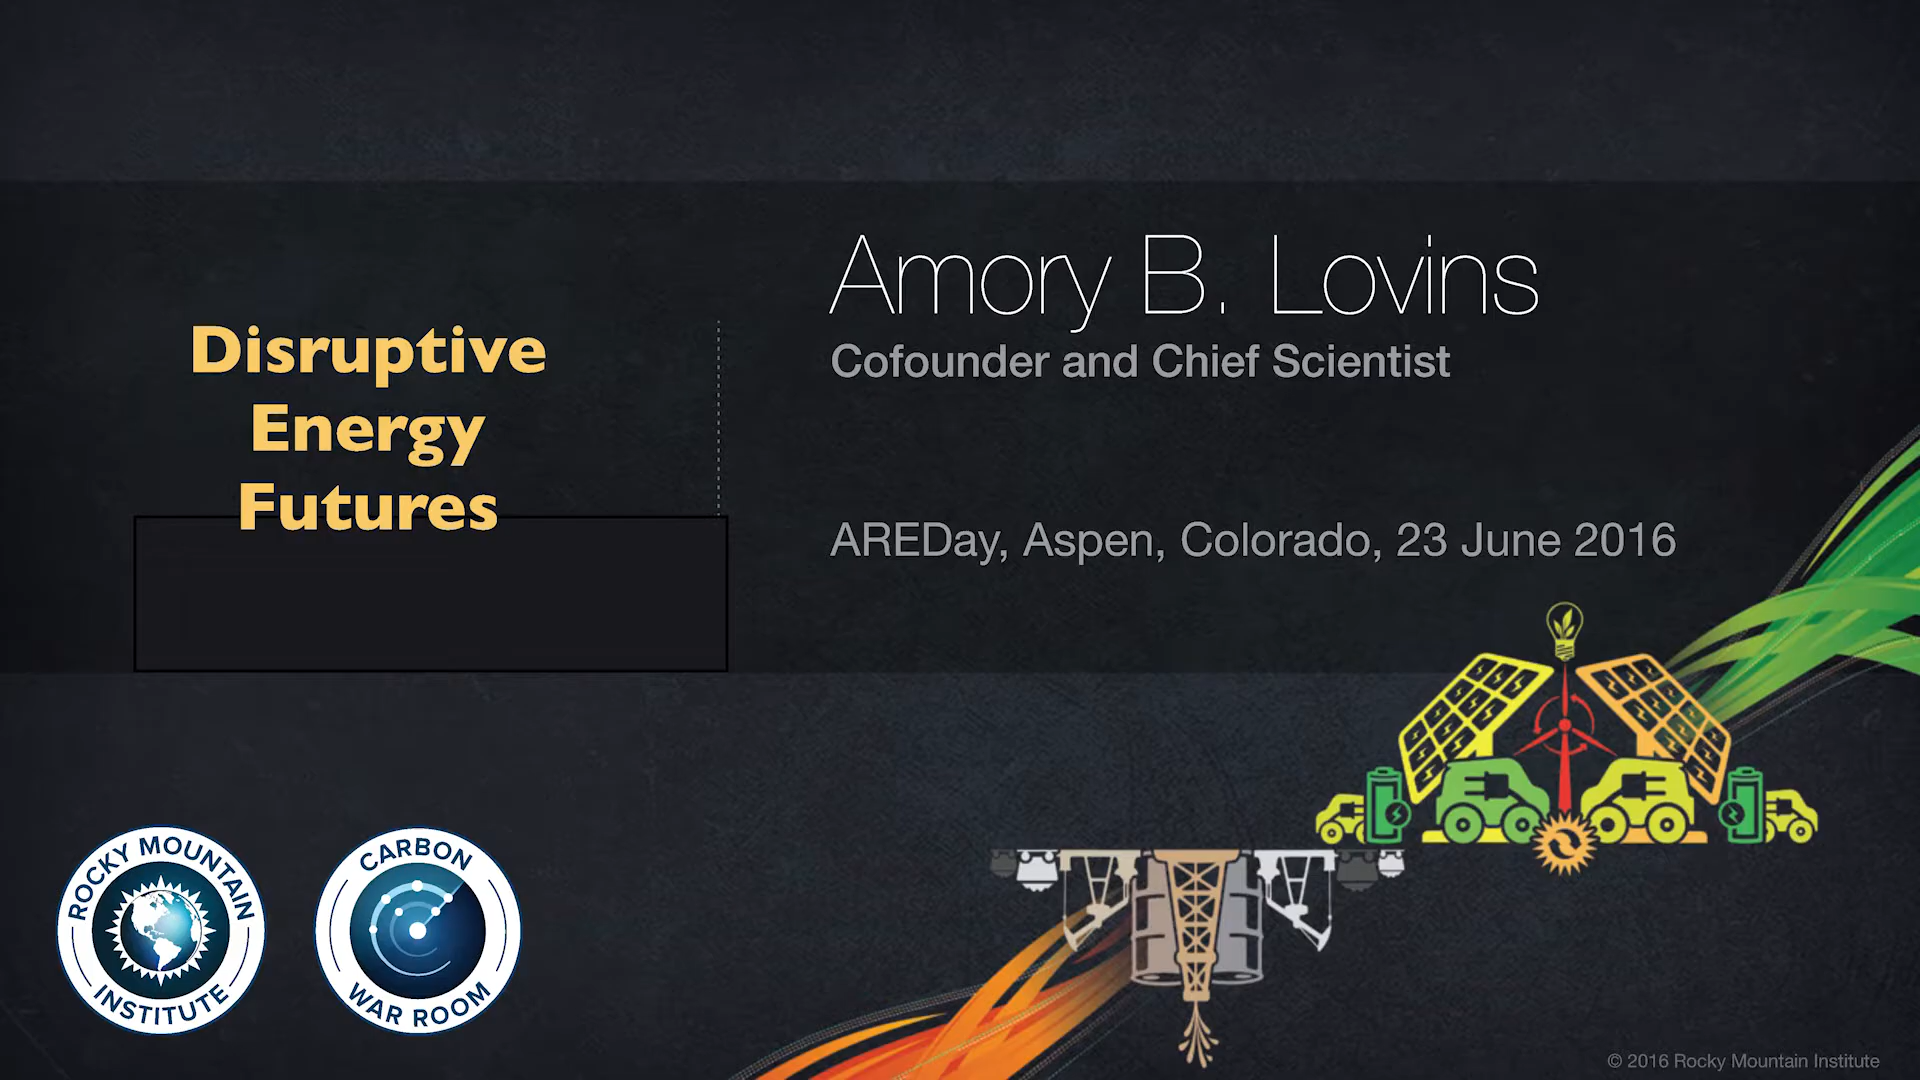 Disruptive
Energy
Futures
Amory B. Lovins
Cofounder and Chief Scientist
AREDay, Aspen, Colorado, 23 June 2016
ROCKY MOUNTAIN
INSTITUTE
CARBON
WAR ROOM
© 2016 Rocky Mountain Institute